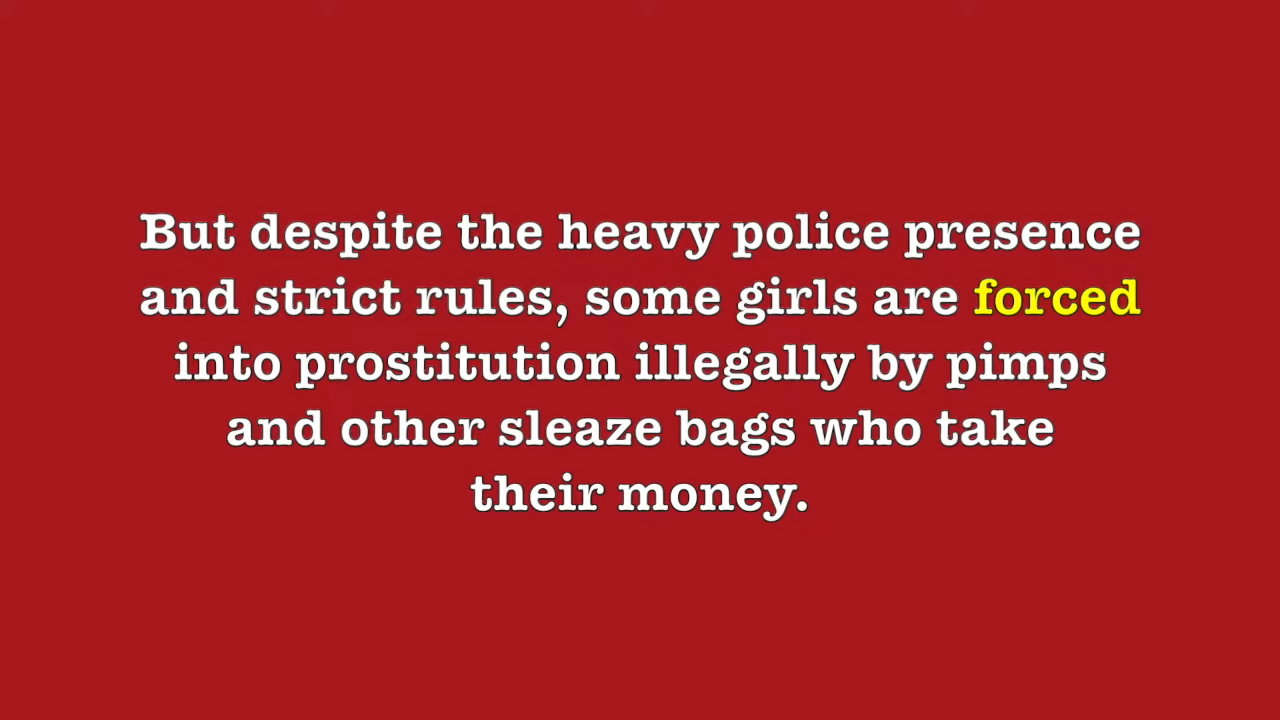 But despite the heavy police presence
and strict rules, some girls are forced
into prostitution illegally by pimps
and other sleaze bags who take
their money.